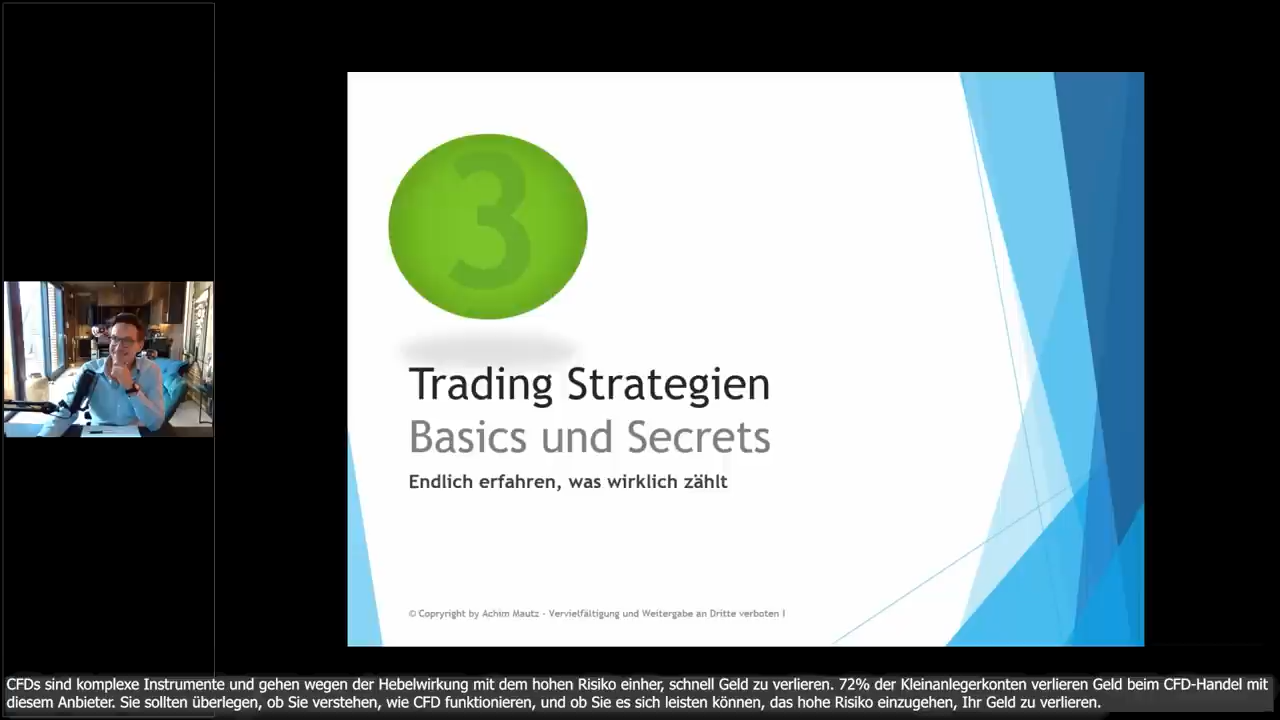 3
Trading Strategien
Basics und Secrets
Endlich erfahren, was wirklich zählt
© Copryright by Achim Mautz - Vervielfältigung und Weitergabe an Dritte verboten !
CFDs sind komplexe Instrumente und gehen wegen der Hebelwirkung mit dem hohen Risiko einher, schnell Geld zu verlieren. 72% der Kleinanlegerkonten verlieren Geld beim CFD-Handel mit
diesem Anbieter. Sie sollten überlegen, ob Sie verstehen, wie CFD funktionieren, und ob Sie es sich leisten können, das hohe Risiko einzugehen, Ihr Geld zu verlieren.